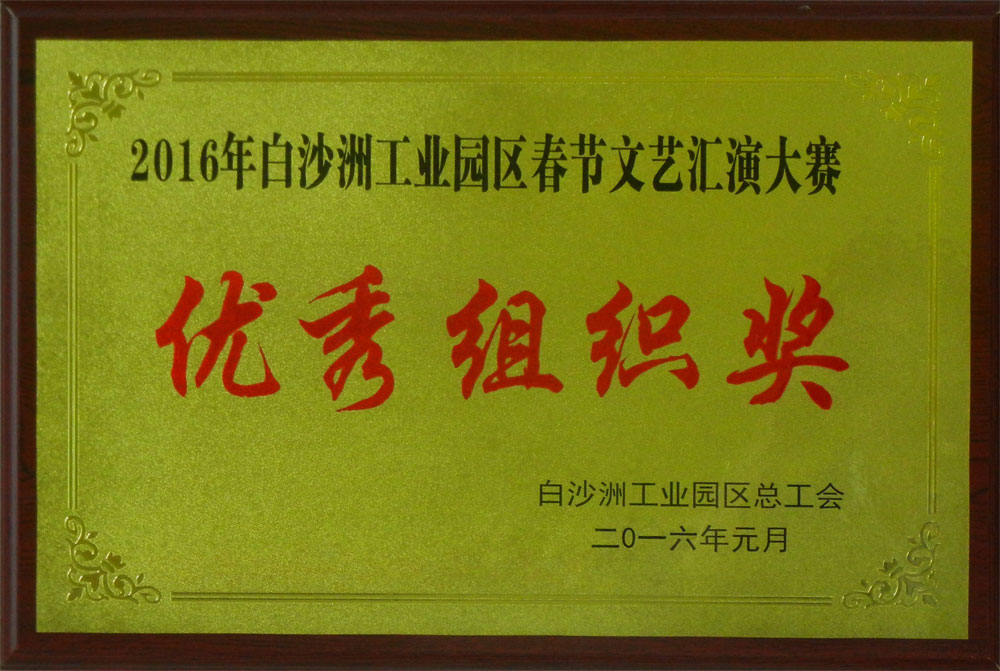 2016年白沙洲工业园区春节文艺汇演大赛
优秀组织奖
白沙洲工业园区总工会
二0一六年元月